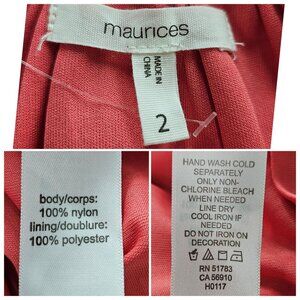 maurices
MADE IN
CHINA
2
body/corps:
100% nylon
lining/doublure:
100% polyester
HAND WASH COLD
SEPARATELY
ONLY NON-
CHLORINE BLEACH
WHEN NEEDED
LINE DRY
COOL IRON IF
NEEDED
DO NOT IRON ON
DECORATION
RN 51783
CA 56910
H0117